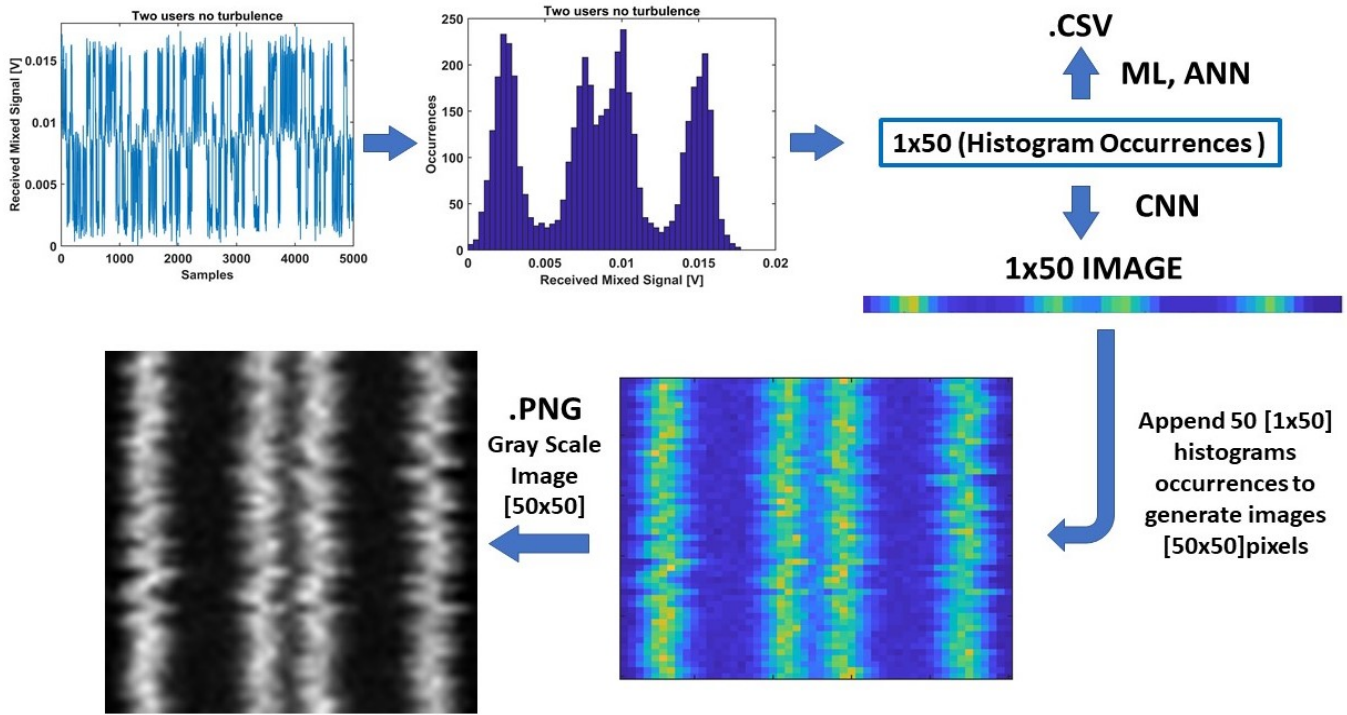 Two users no turbulence
Received Mixed Signal [V]
0.015
0.01
0.005
0
0 1000 2000 3000 4000 5000
Samples
Two users no turbulence
Occurrences
250
200
150
100
50
0
0 0.005 0.01 0.015 0.02
Received Mixed Signal [V]
.CSV
ML, ANN
1x50 (Histogram Occurrences )
CNN
1x50 IMAGE
Append 50 [1x50]
histograms
occurrences to
generate images
[50x50]pixels
.PNG
Gray Scale
Image
[50x50]